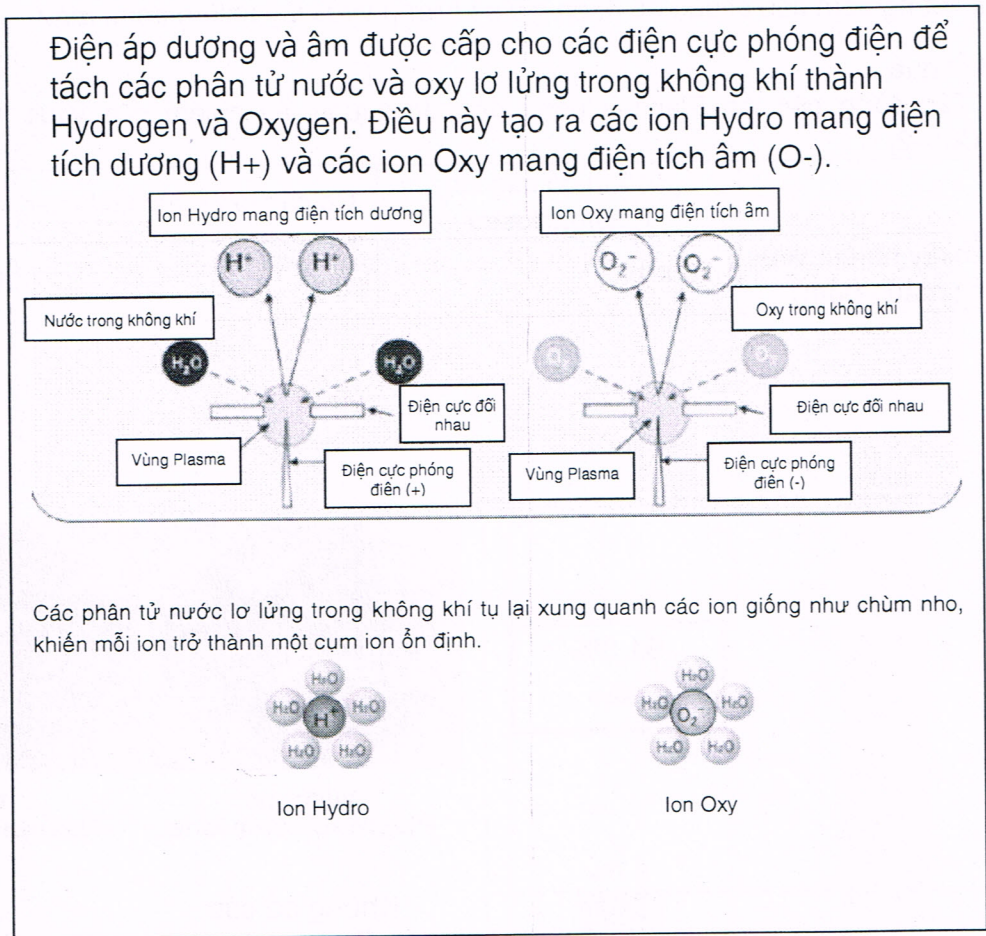 Điện áp dương và âm được cấp cho các điện cực phóng điện để
tách các phân tử nước và oxy lơ lửng trong không khí thành
Hydrogen và Oxygen. Điều này tạo ra các ion Hydro mang điện
tích dương (H+) và các ion Oxy mang điện tích âm (O-).
Ion Hydro mang điện tích dương
Ion Oxy mang điện tích âm
H⁺ H⁺
O₂⁻ O₂⁻
Nước trong không khí
Oxy trong không khí
H₂O H₂O
O₂ O₂
Điện cực đối
nhau
Điện cực đối nhau
Vùng Plasma
Điện cực phóng
điên (+)
Vùng Plasma
Điện cực phóng
điên (-)
Các phân tử nước lơ lửng trong không khí tụ lại xung quanh các ion giống như chùm nho,
khiến mỗi ion trở thành một cụm ion ổn định.
H₂O
H₂O H⁺ H₂O
H₂O H₂O
H₂O
H₂O O₂⁻ H₂O
H₂O H₂O
Ion Hydro
Ion Oxy